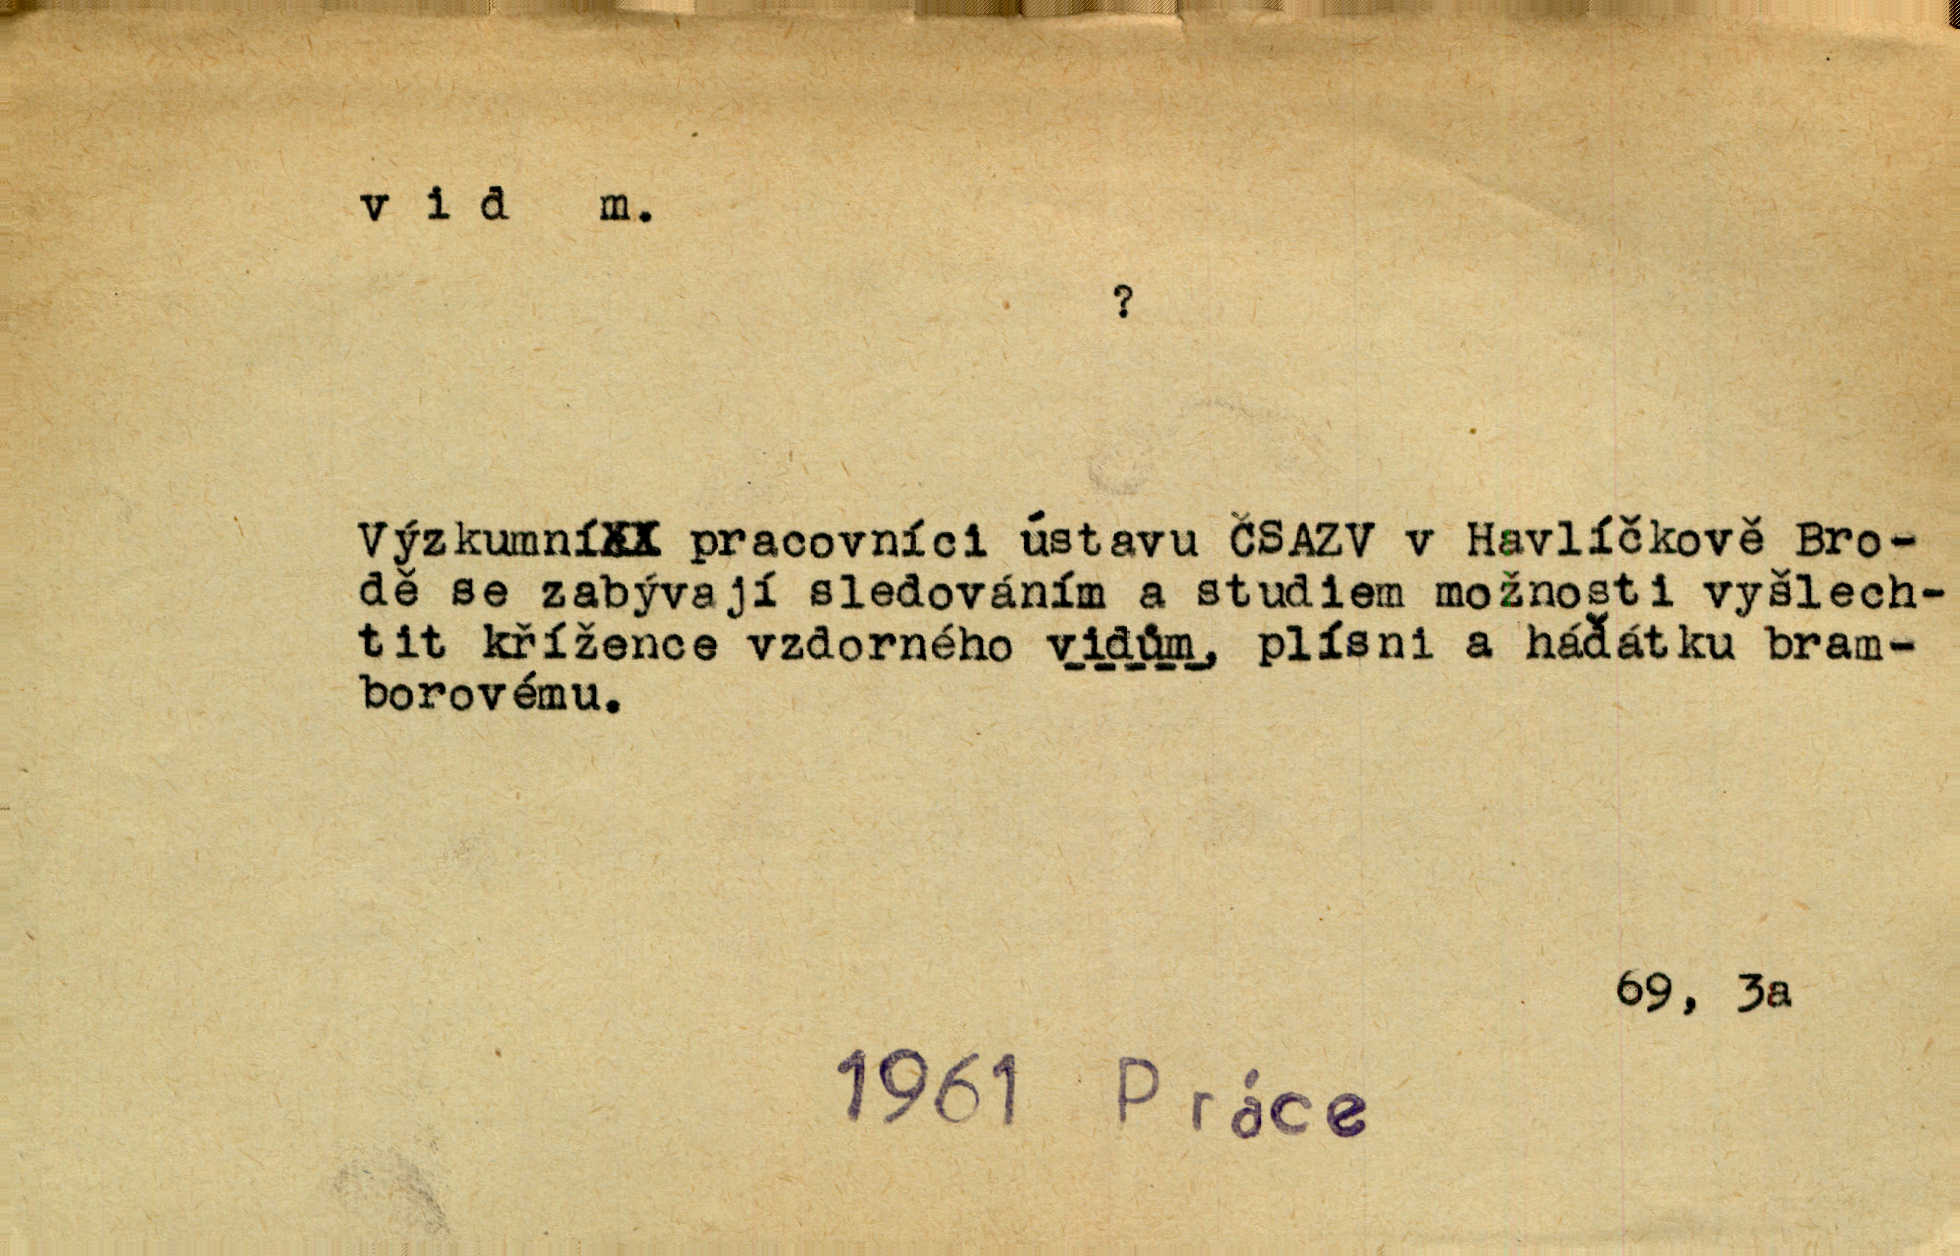 v i d m.
?
Výzkumníxx pracovníci ústavu ČSAZV v Havlíčkově Bro-
dě se zabývají sledováním a studiem možnosti vyšlech-
tit křížence vzdorného vidům, plísni a háďátku bram-
borovému.
69, 3a
1961 Práce